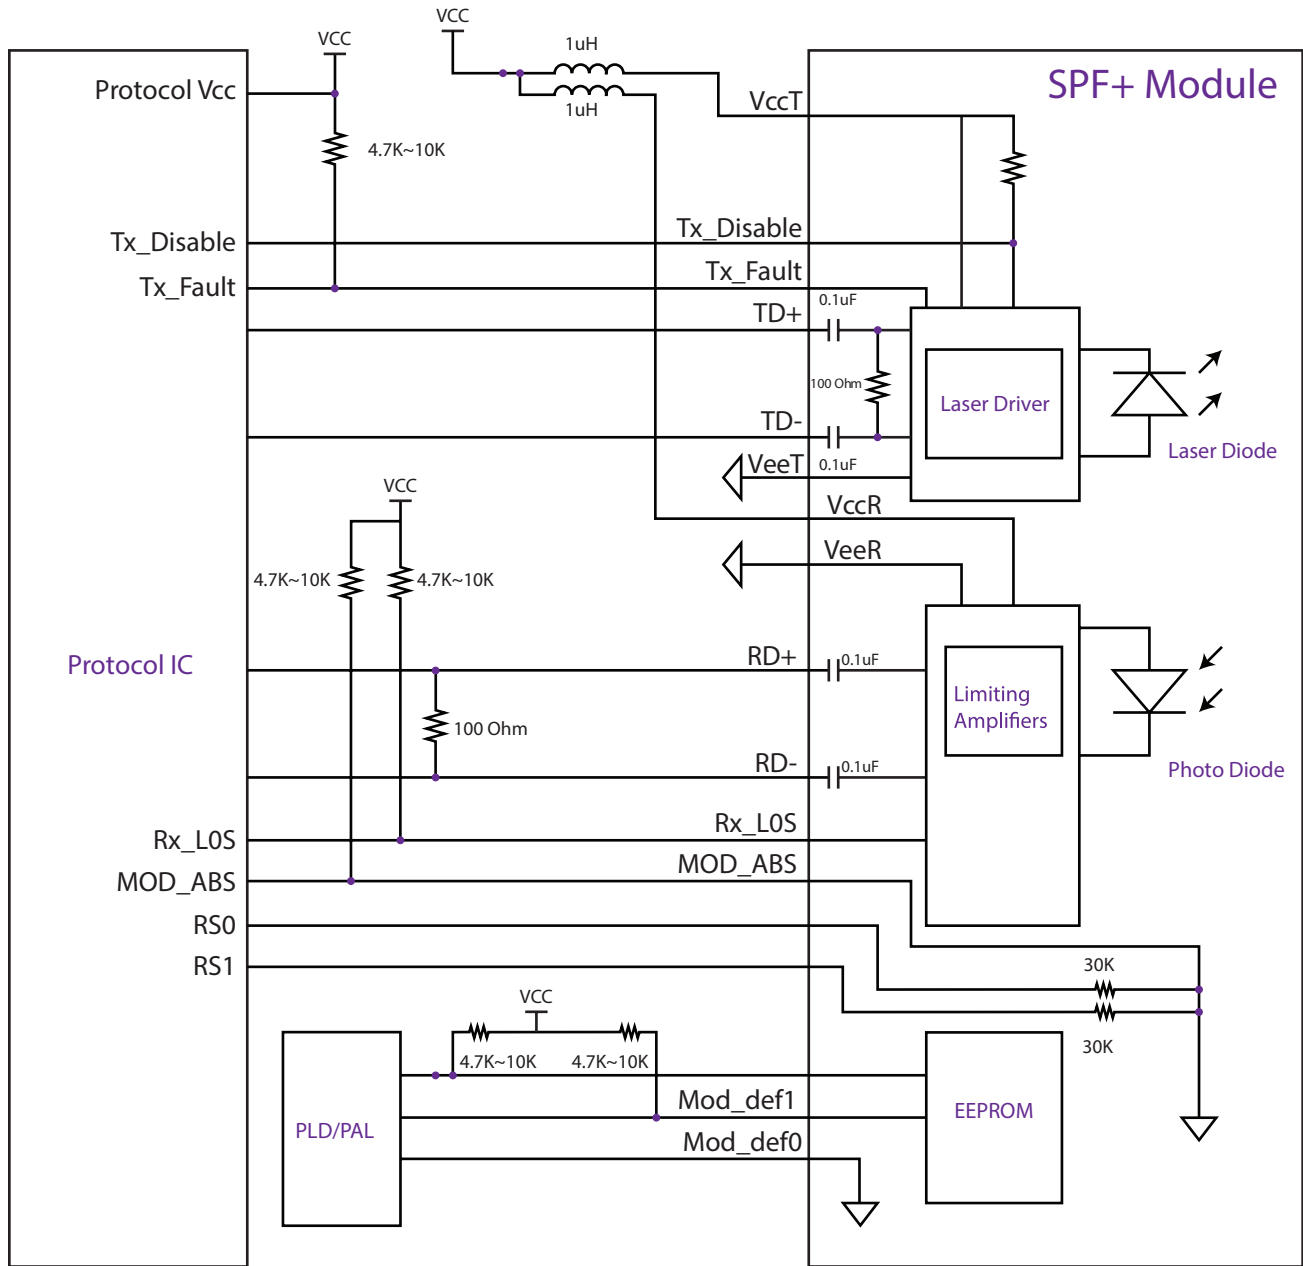 VCC
VCC
1uH
1uH
SPF+ Module
Protocol Vcc
VccT
4.7K~10K
Tx_Disable
Tx_Disable
Tx_Fault
Tx_Fault
0.1uF
TD+
100 Ohm
Laser Driver
TD-
Laser Diode
VeeT
0.1uF
VCC
VccR
VeeR
4.7K~10K
4.7K~10K
Protocol IC
RD+
0.1uF
Limiting
Amplifiers
100 Ohm
RD-
0.1uF
Photo Diode
Rx_L0S
Rx_L0S
MOD_ABS
MOD_ABS
RS0
RS1
30K
VCC
30K
4.7K~10K
4.7K~10K
Mod_def1
EEPROM
PLD/PAL
Mod_def0